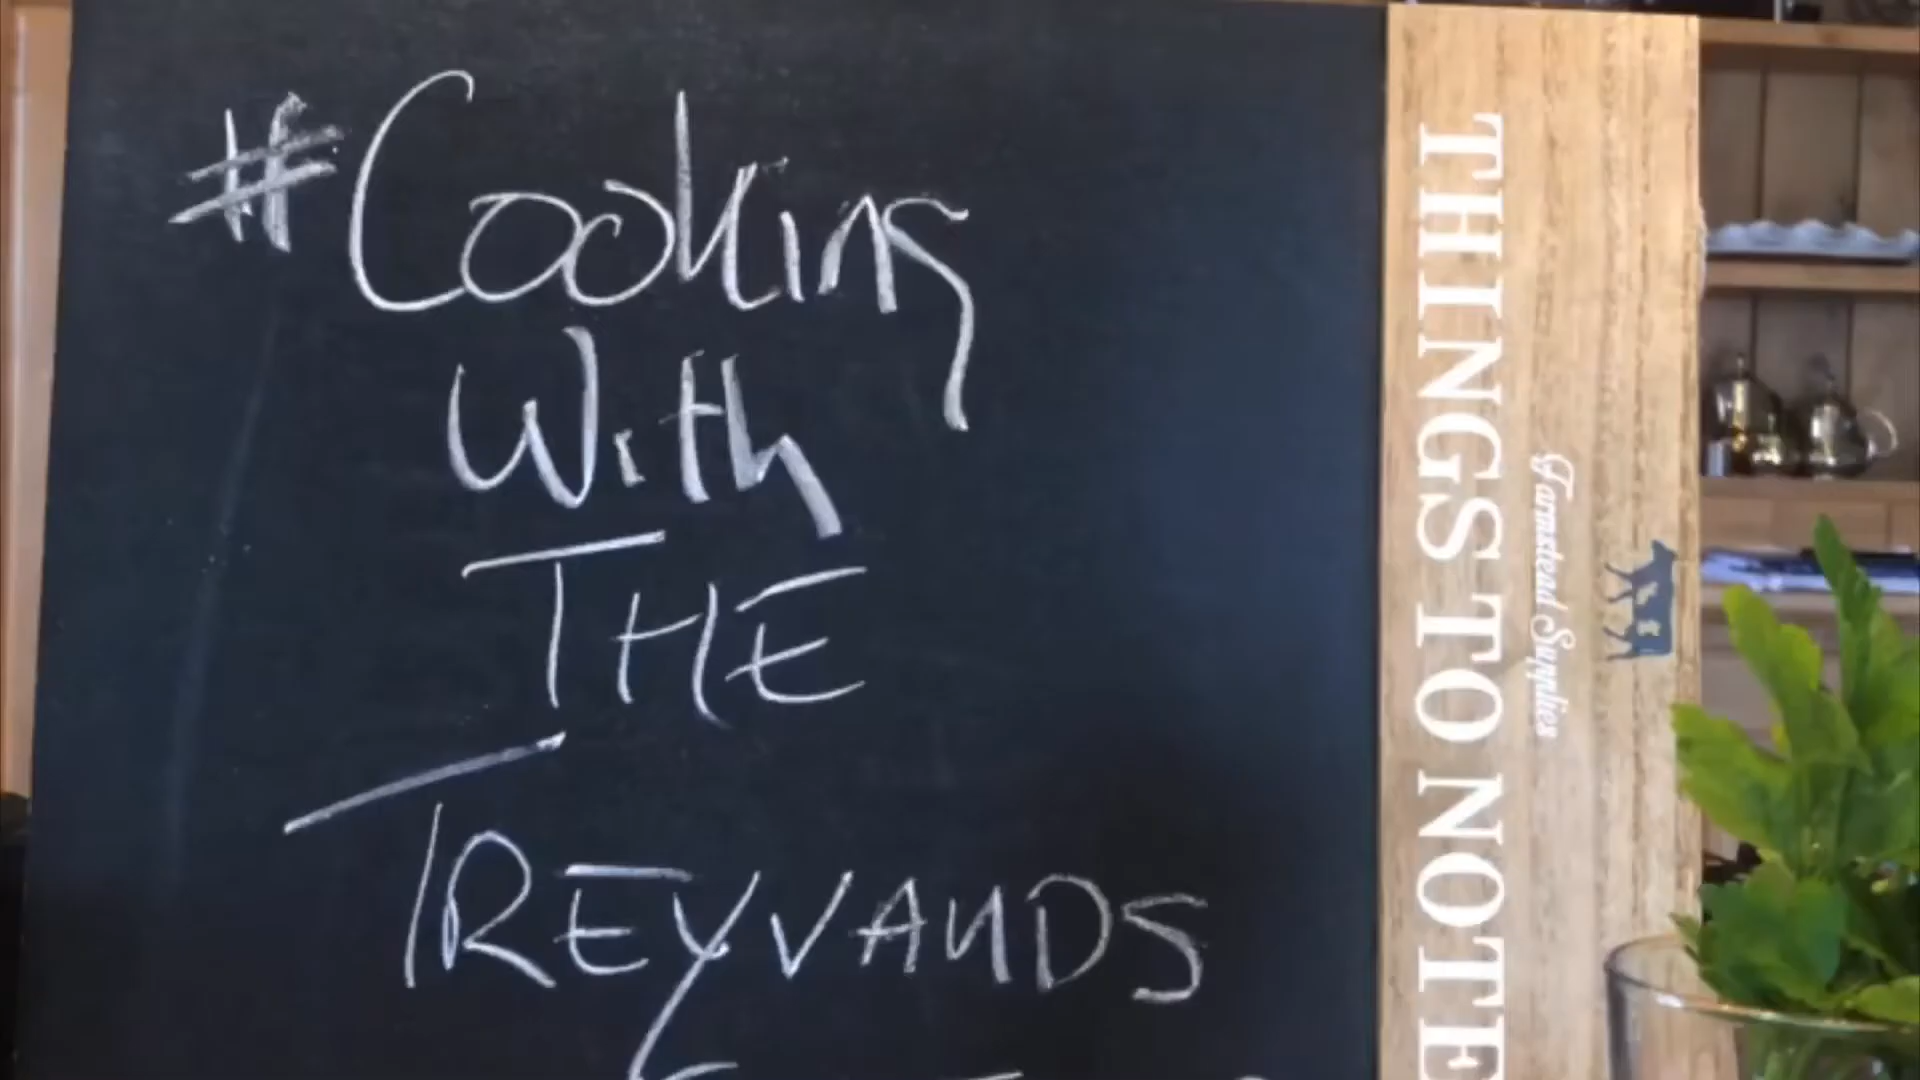 #Cooking
With
THE
TREYVANDS
THINGS TO NOTE
Farmstead Supplies